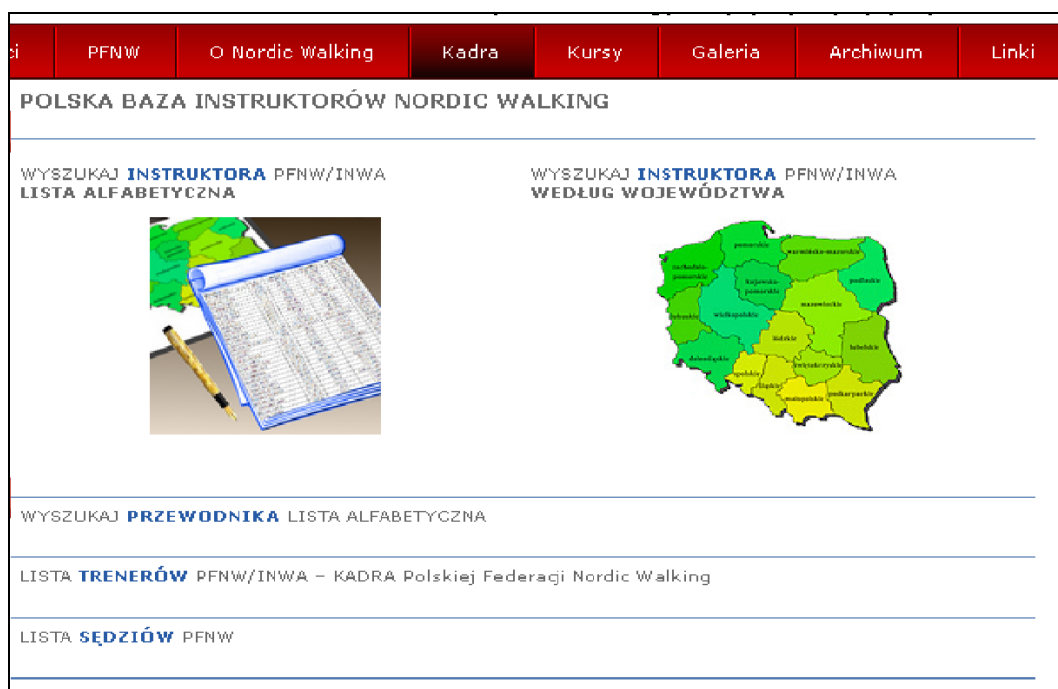 ci PFNW O Nordic Walking Kadra Kursy Galeria Archiwum Linki
POLSKA BAZA INSTRUKTORÓW NORDIC WALKING
WYSZUKAJ INSTRUKTORA PFNW/INWA
LISTA ALFABETYCZNA
WYSZUKAJ INSTRUKTORA PFNW/INWA
WEDŁUG WOJEWÓDZTWA
pomorskie
warmińsko-mazurskie
zachodnio-
pomorskie
kujawsko-
pomorskie
podlaskie
mazowieckie
lubuskie
wielkopolskie
łódzkie
lubelskie
dolnośląskie
opolskie
śląskie
świętokrzyskie
małopolskie
podkarpackie
WYSZUKAJ PRZEWODNIKA LISTA ALFABETYCZNA
LISTA TRENERÓW PFNW/INWA – KADRA Polskiej Federacji Nordic Walking
LISTA SĘDZIÓW PFNW